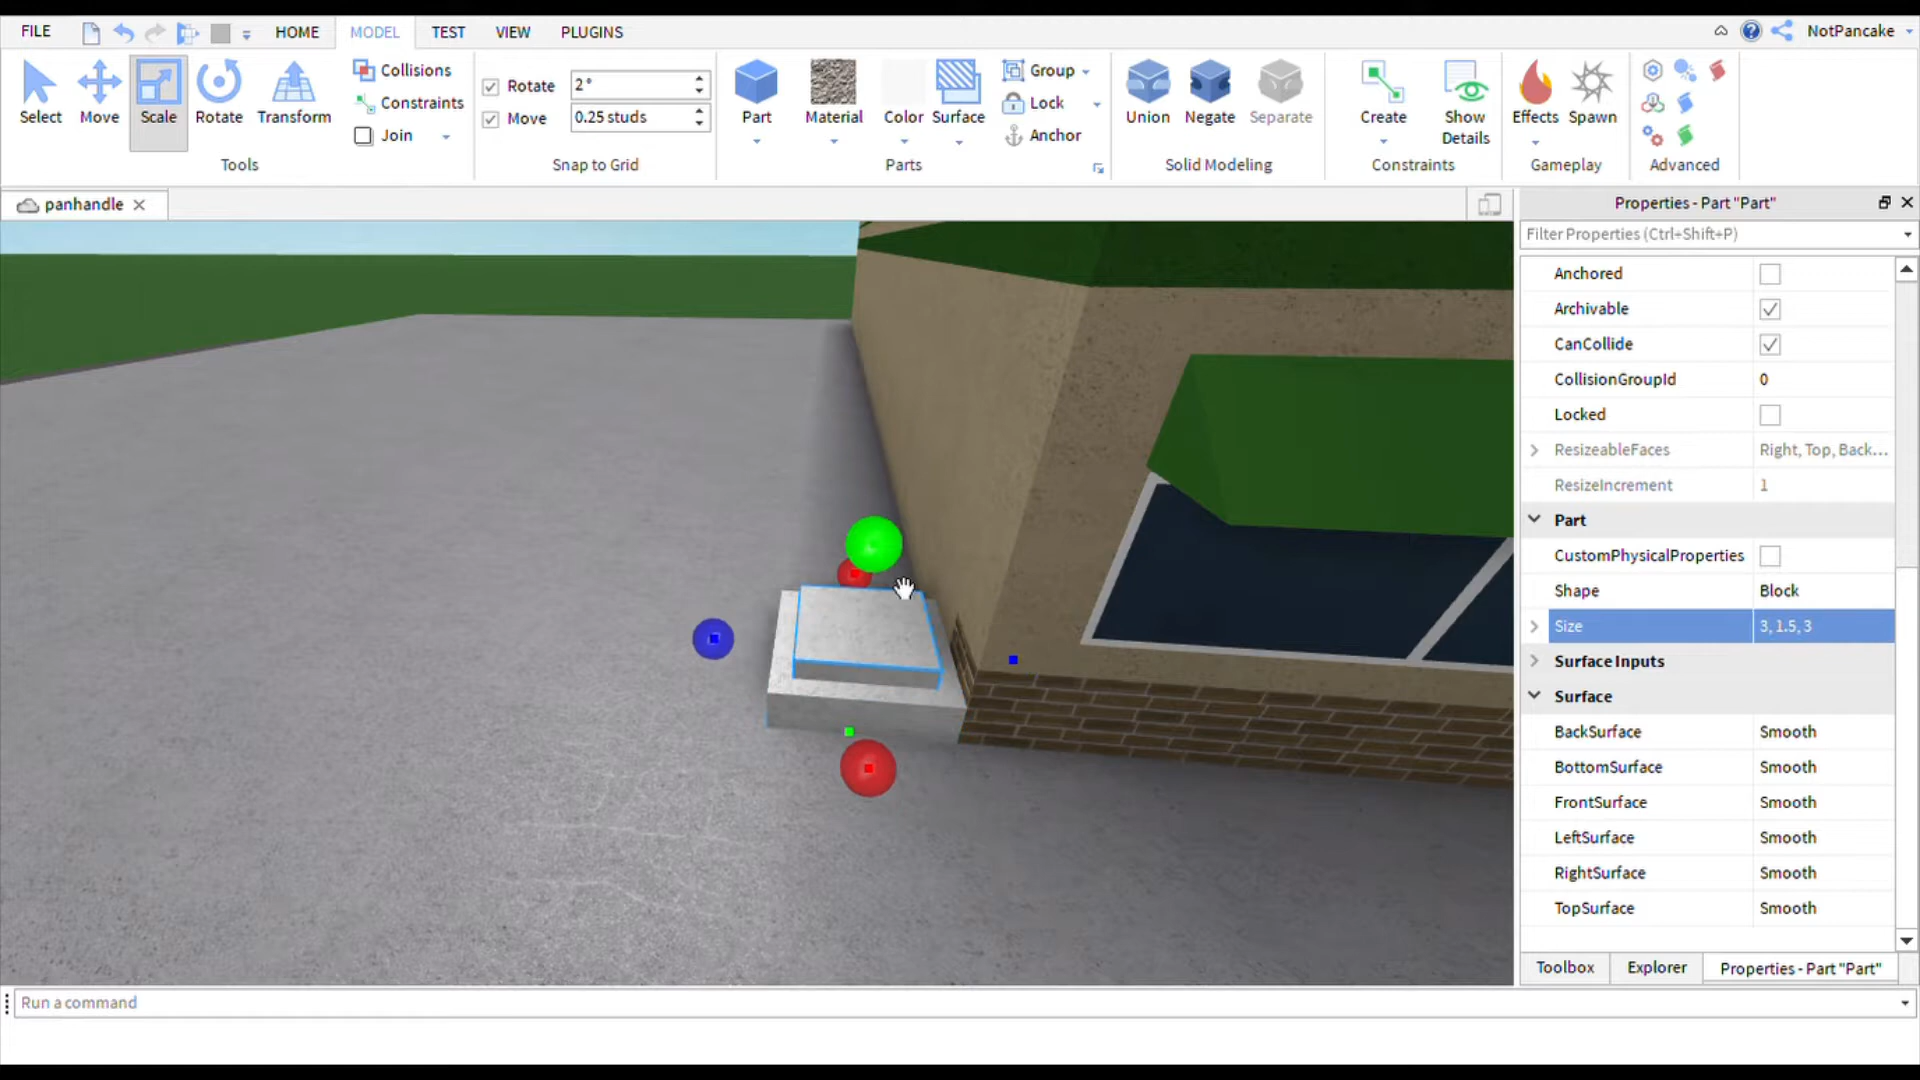 FILE HOME MODEL TEST VIEW PLUGINS NotPancake
Select Move Scale Rotate Transform
Collisions
Constraints
Join
Tools
Rotate 2°
Move 0.25 studs
Snap to Grid
Part Material Color Surface
Group
Lock
Anchor
Parts
Union Negate Separate
Solid Modeling
Create Show Details
Constraints
Effects Spawn
Gameplay
Advanced
panhandle
Properties - Part "Part"
Filter Properties (Ctrl+Shift+P)
Anchored
Archivable
CanCollide
CollisionGroupId 0
Locked
ResizeableFaces Right, Top, Back...
ResizeIncrement 1
Part
CustomPhysicalProperties
Shape Block
Size 3, 1.5, 3
Surface Inputs
Surface
BackSurface Smooth
BottomSurface Smooth
FrontSurface Smooth
LeftSurface Smooth
RightSurface Smooth
TopSurface Smooth
Toolbox Explorer Properties - Part "Part"
Run a command